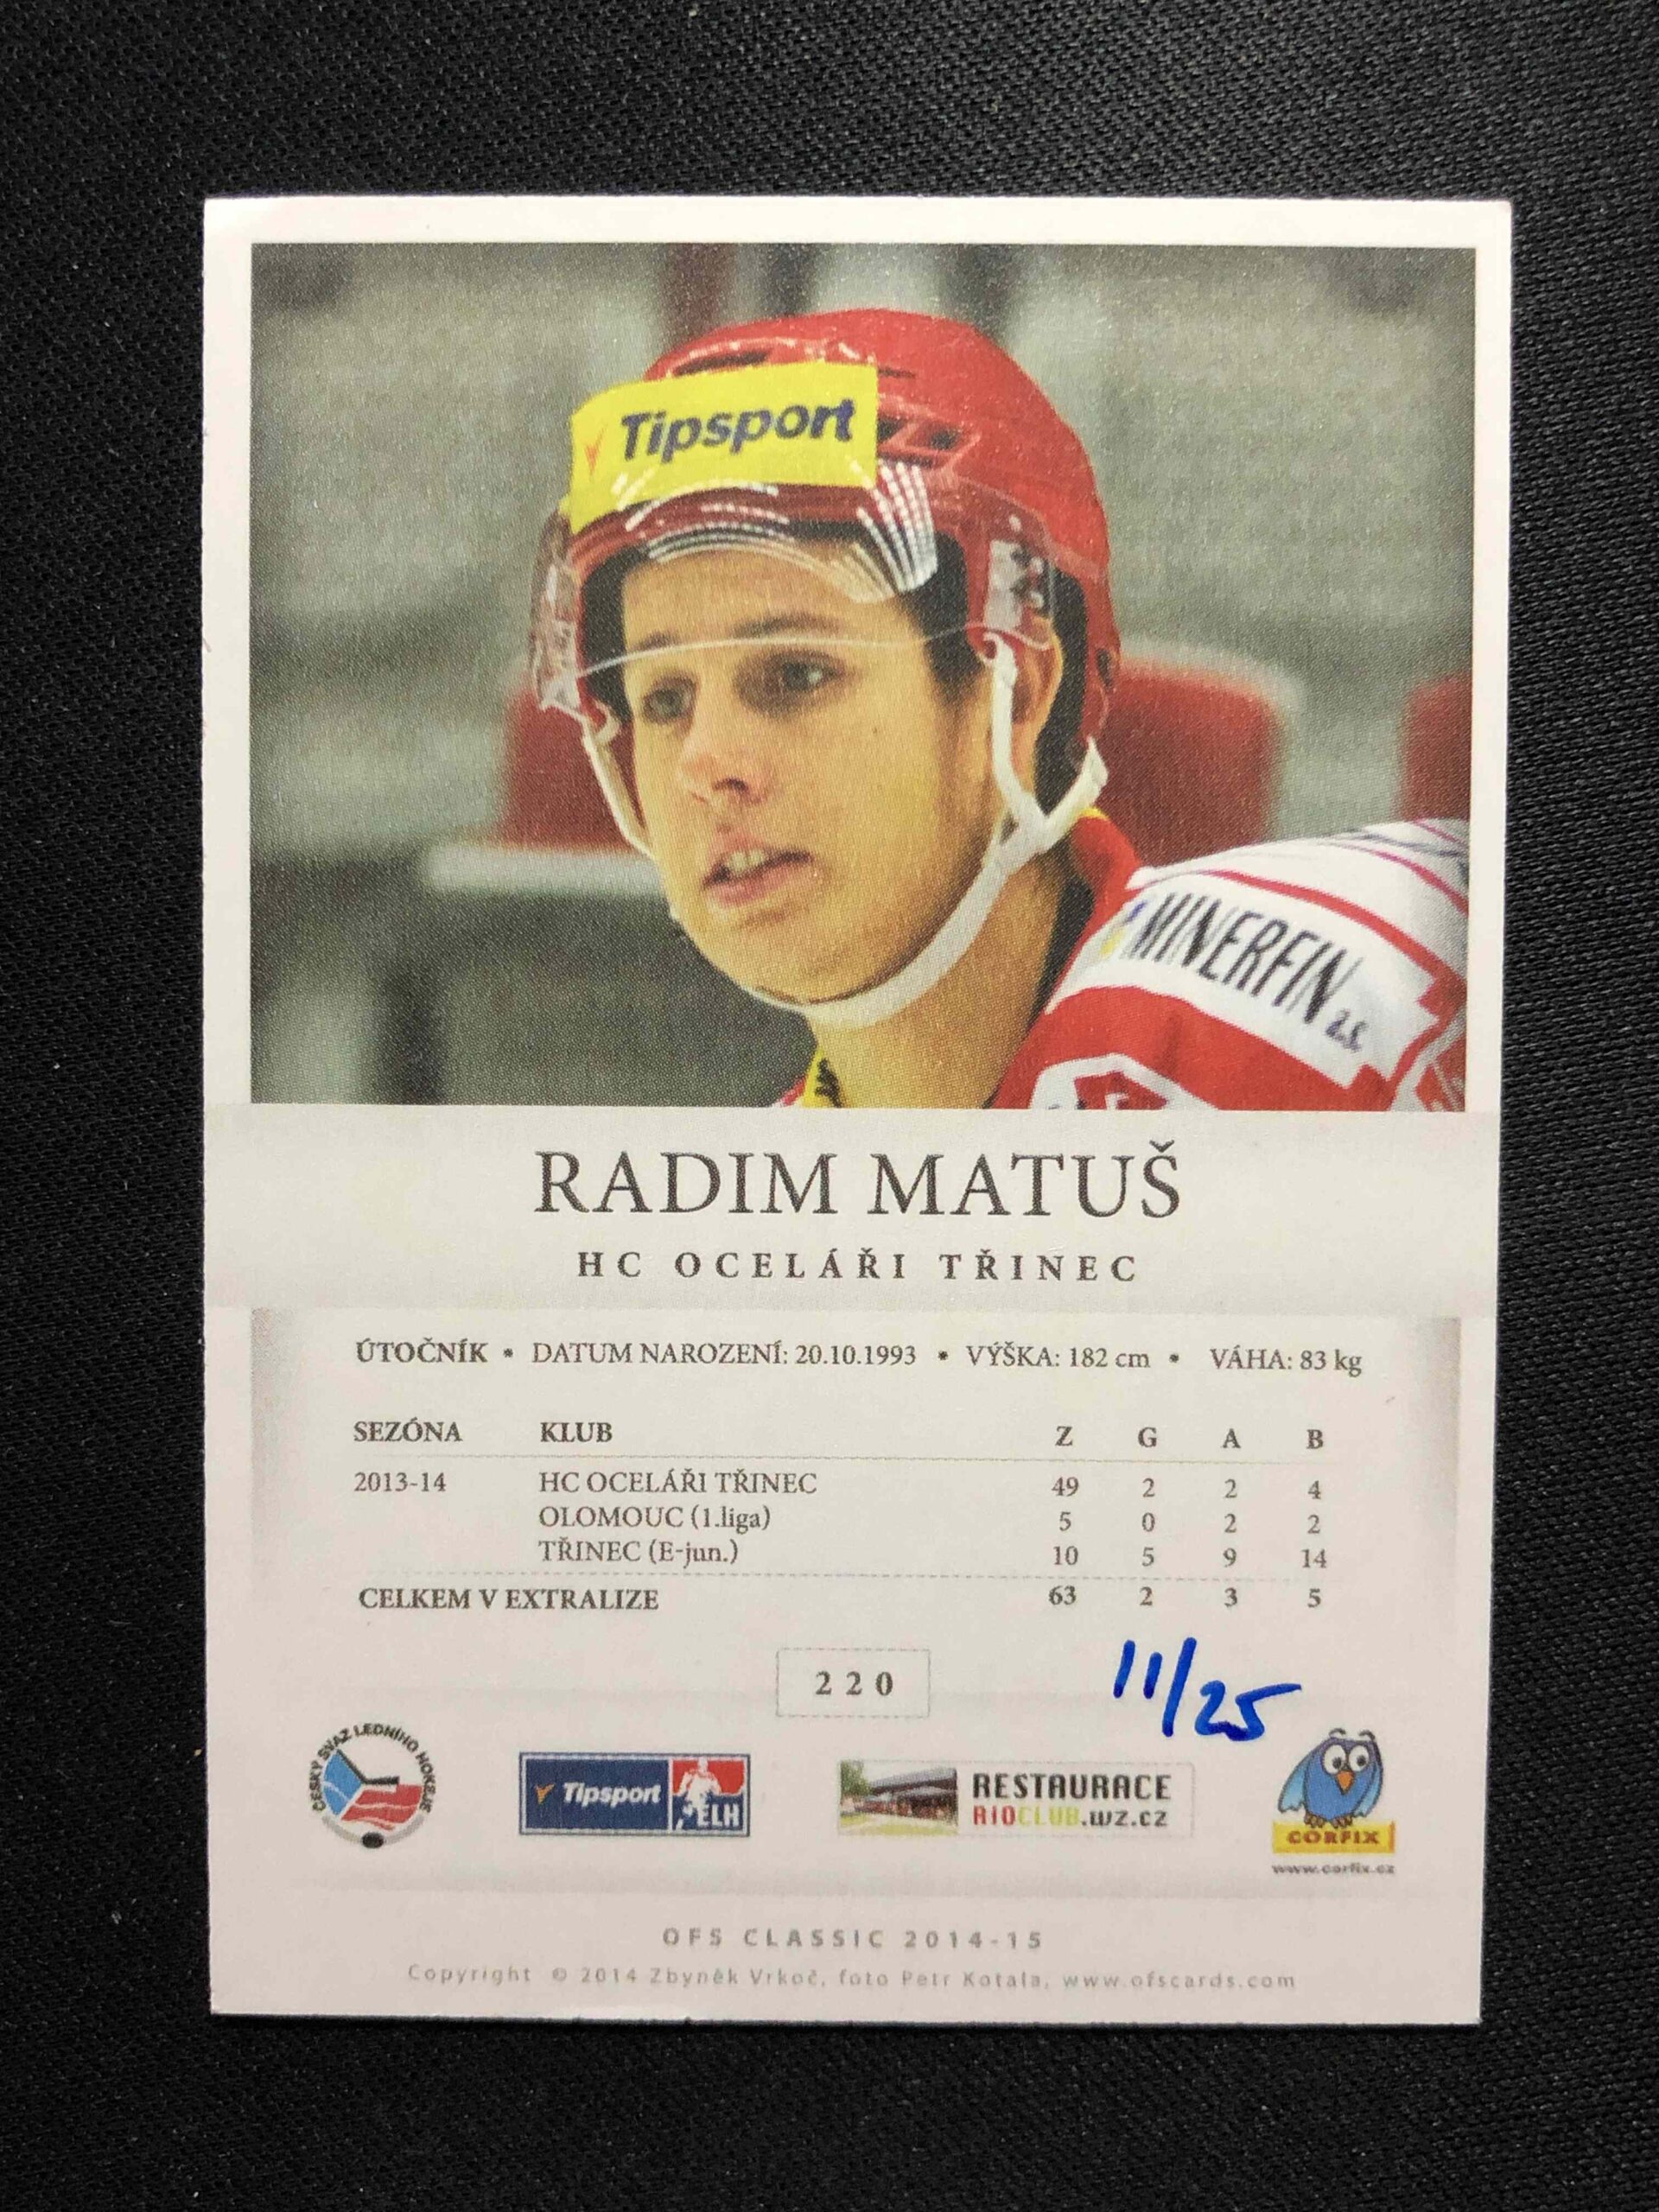 Tipsport
MINERFIN a.s.
RADIM MATUŠ
HC OCELÁŘI TŘINEC
ÚTOČNÍK • DATUM NAROZENÍ: 20.10.1993 • VÝŠKA: 182 cm • VÁHA: 83 kg
SEZÓNA KLUB Z G A B
2013-14 HC OCELÁŘI TŘINEC 49 2 2 4
OLOMOUC (1.liga) 5 0 2 2
TŘINEC (E-jun.) 10 5 9 14
CELKEM V EXTRALIZE 63 2 3 5
220
11/25
ČESKÝ SVAZ LEDNÍHO HOKEJE
Tipsport ELH
RESTAURACE
RIOCLUB.wz.cz
CORFIX
www.corfix.cz
OFS CLASSIC 2014-15
Copyright © 2014 Zbyněk Vrkoč, foto Petr Kotala, www.ofscards.com